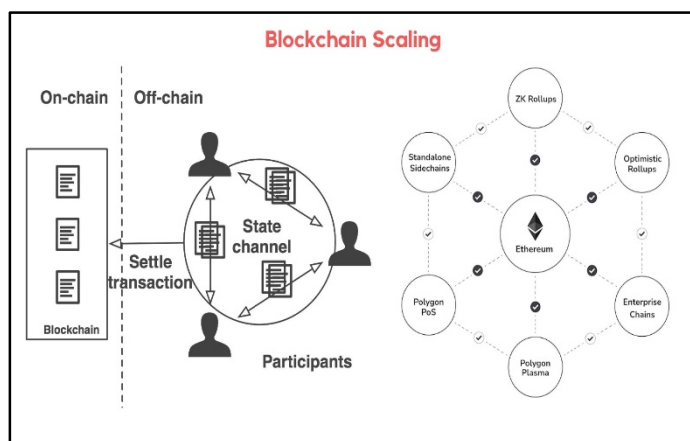 Blockchain Scaling
On-chain
Off-chain
Blockchain
Settle
transaction
State
channel
Participants
ZK Rollups
Standalone
Sidechains
Optimistic
Rollups
Ethereum
Polygon
PoS
Enterprise
Chains
Polygon
Plasma